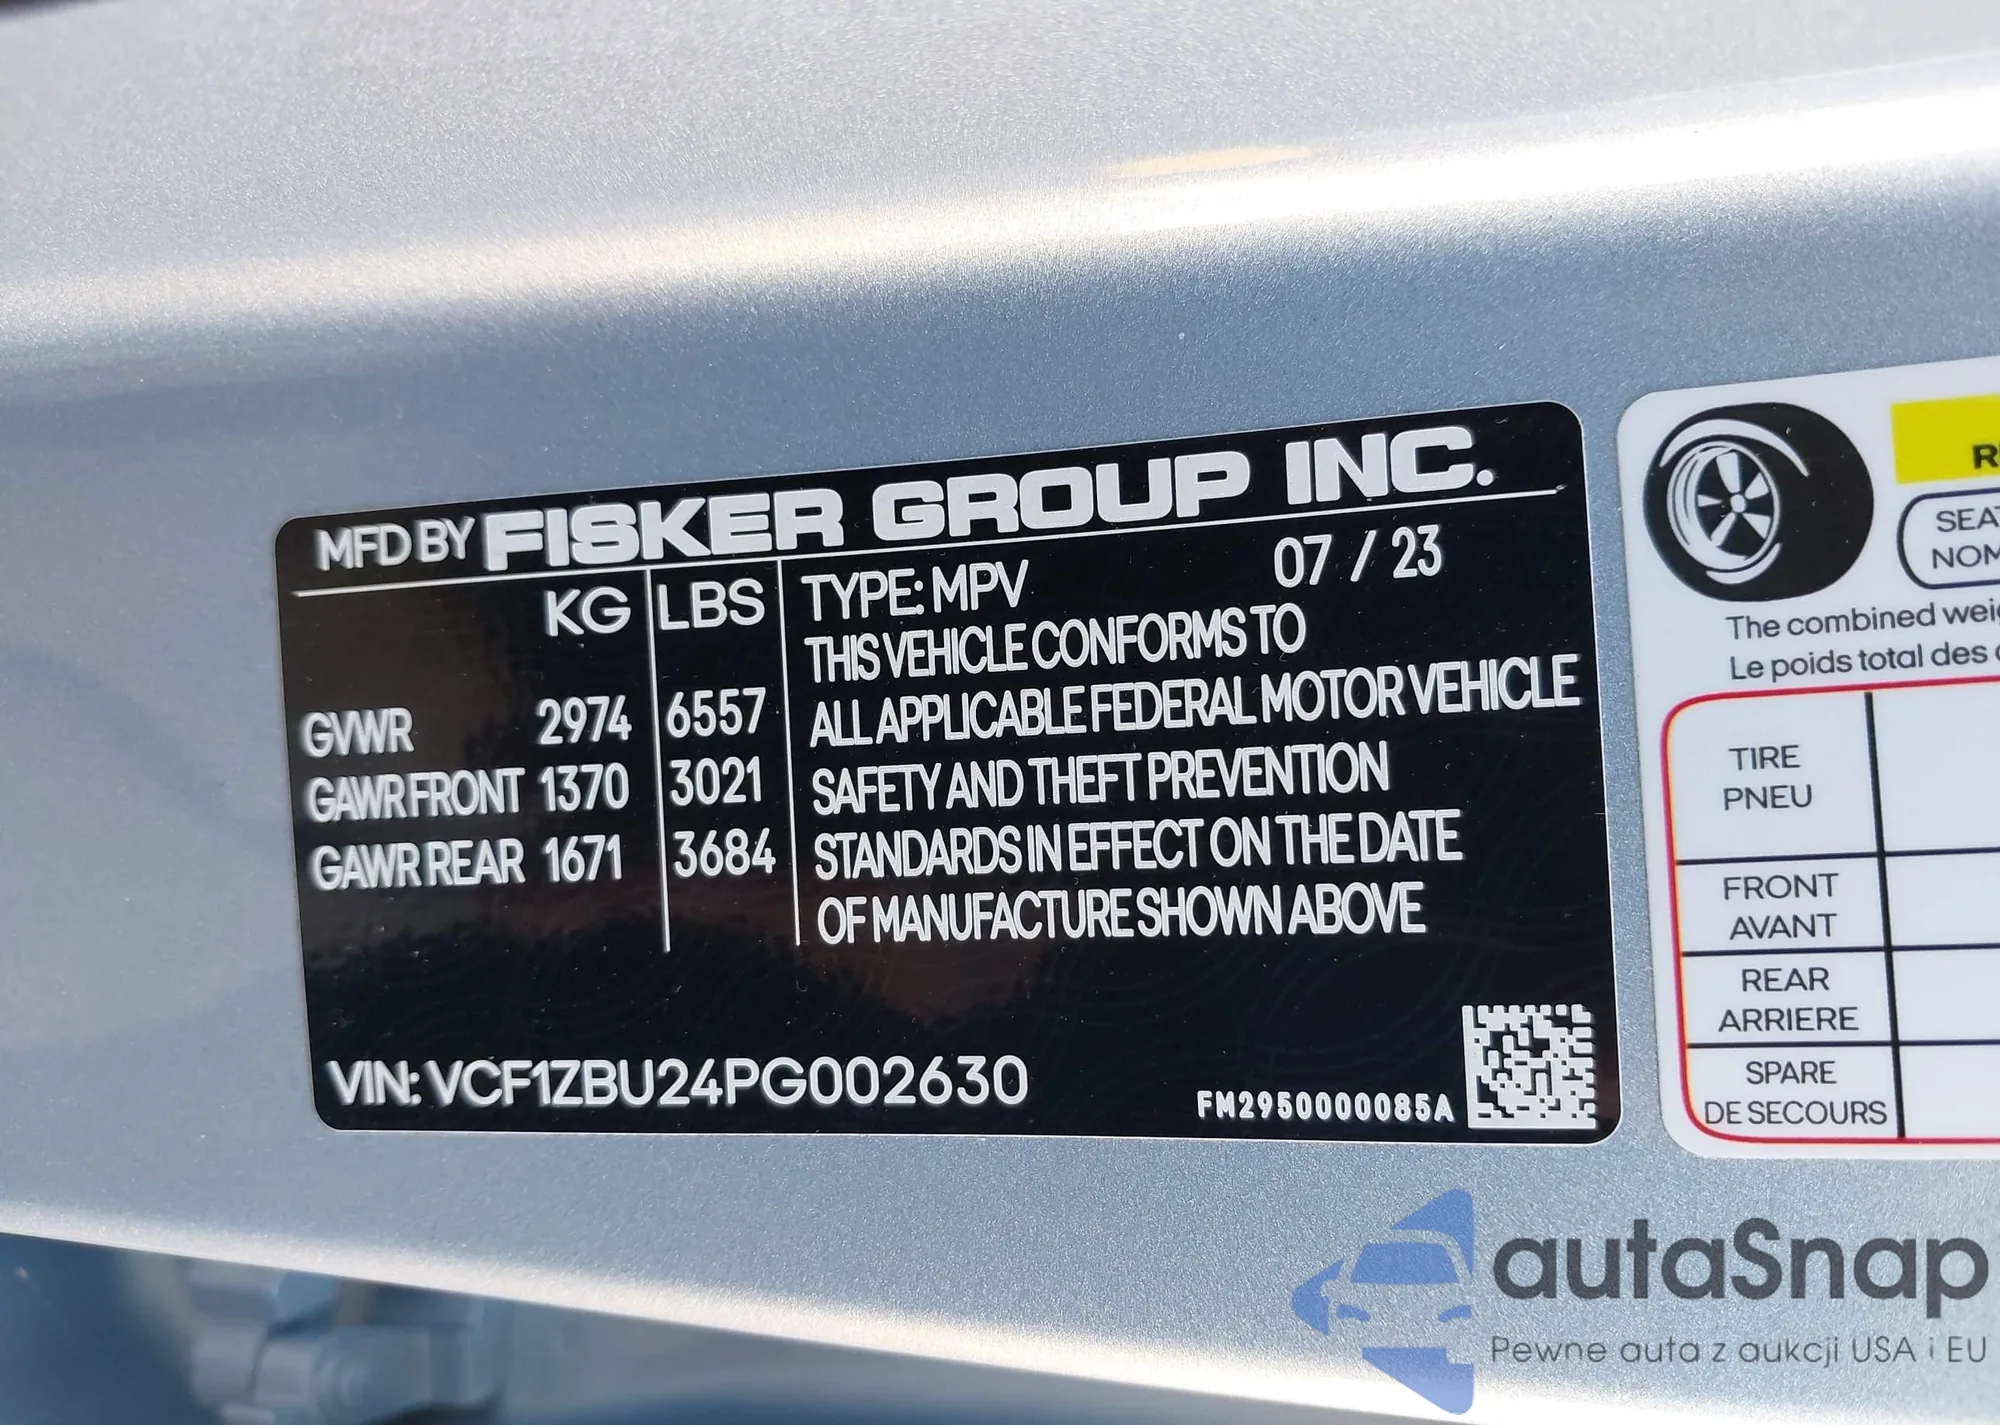 MFD BY FISKER GROUP INC.
KG LBS
GVWR 2974 6557
GAWR FRONT 1370 3021
GAWR REAR 1671 3684
TYPE: MPV 07 / 23
THIS VEHICLE CONFORMS TO
ALL APPLICABLE FEDERAL MOTOR VEHICLE
SAFETY AND THEFT PREVENTION
STANDARDS IN EFFECT ON THE DATE
OF MANUFACTURE SHOWN ABOVE
VIN: VCF1ZBU24PG002630
FM2950000085A
The combined
Le poids total des
TIRE
PNEU
FRONT
AVANT
REAR
ARRIERE
SPARE
DE SECOURS
autaSnap
Pewne auta z aukcji USA i EU